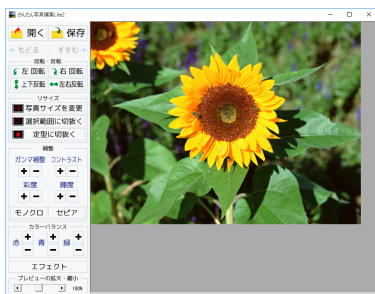 かんたん写真編集Lite2
開く 保存
もどる すすむ
回転・反転
左 回転 右 回転
上下反転 左右反転
リサイズ
写真サイズを変更
選択範囲に切抜く
定型に切抜く
補整
ガンマ補整 コントラスト
+ − + −
彩度 輝度
+ − + −
モノクロ セピア
カラーバランス
赤 + − 青 + − 緑 + −
エフェクト
プレビューの拡大・縮小
100%